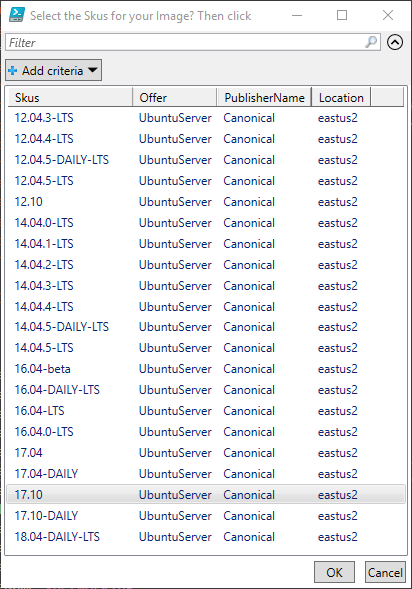 Select the Skus for your Image? Then click
Filter
Add criteria
Skus Offer PublisherName Location
12.04.3-LTS UbuntuServer Canonical eastus2
12.04.4-LTS UbuntuServer Canonical eastus2
12.04.5-DAILY-LTS UbuntuServer Canonical eastus2
12.04.5-LTS UbuntuServer Canonical eastus2
12.10 UbuntuServer Canonical eastus2
14.04.0-LTS UbuntuServer Canonical eastus2
14.04.1-LTS UbuntuServer Canonical eastus2
14.04.2-LTS UbuntuServer Canonical eastus2
14.04.3-LTS UbuntuServer Canonical eastus2
14.04.4-LTS UbuntuServer Canonical eastus2
14.04.5-DAILY-LTS UbuntuServer Canonical eastus2
14.04.5-LTS UbuntuServer Canonical eastus2
16.04-beta UbuntuServer Canonical eastus2
16.04-DAILY-LTS UbuntuServer Canonical eastus2
16.04-LTS UbuntuServer Canonical eastus2
16.04.0-LTS UbuntuServer Canonical eastus2
17.04 UbuntuServer Canonical eastus2
17.04-DAILY UbuntuServer Canonical eastus2
17.10 UbuntuServer Canonical eastus2
17.10-DAILY UbuntuServer Canonical eastus2
18.04-DAILY-LTS UbuntuServer Canonical eastus2
OK Cancel